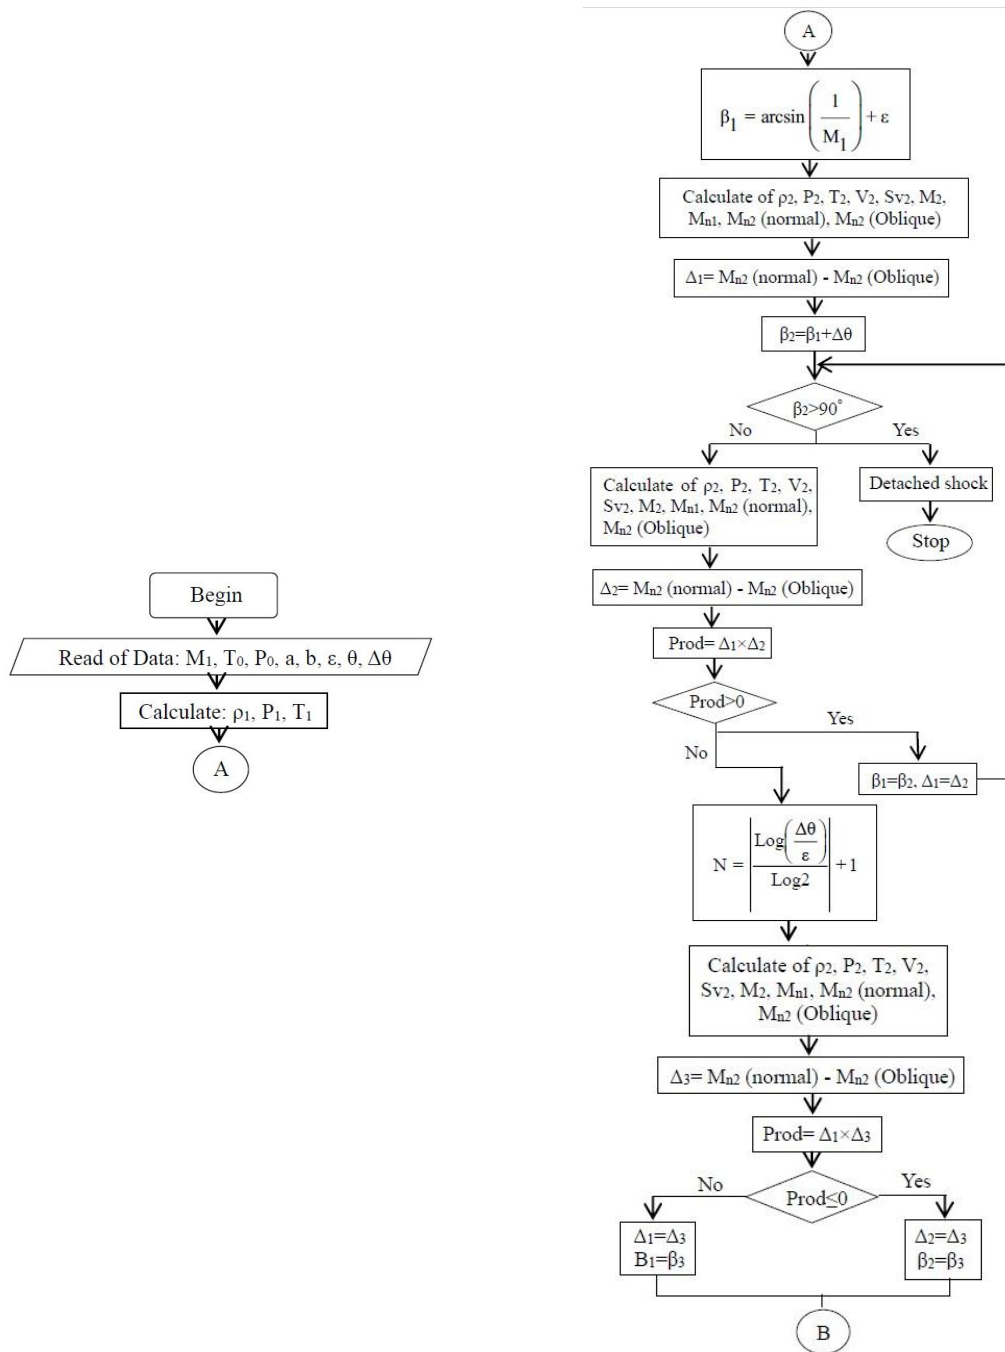 Begin
Read of Data: M₁, T₀, P₀, a, b, ε, θ, Δθ
Calculate: ρ₁, P₁, T₁
A
A
β₁ = arcsin(1/M₁) + ε
Calculate of ρ₂, P₂, T₂, V₂, Sv₂, M₂,
Mₙ₁, Mₙ₂ (normal), Mₙ₂ (Oblique)
Δ₁= Mₙ₂ (normal) - Mₙ₂ (Oblique)
β₂=β₁+Δθ
β₂>90°
No
Yes
Calculate of ρ₂, P₂, T₂, V₂,
Sv₂, M₂, Mₙ₁, Mₙ₂ (normal),
Mₙ₂ (Oblique)
Detached shock
Stop
Δ₂= Mₙ₂ (normal) - Mₙ₂ (Oblique)
Prod= Δ₁×Δ₂
Prod>0
Yes
No
β₁=β₂, Δ₁=Δ₂
N = |Log(Δθ/ε)/Log2| + 1
Calculate of ρ₂, P₂, T₂, V₂,
Sv₂, M₂, Mₙ₁, Mₙ₂ (normal),
Mₙ₂ (Oblique)
Δ₃= Mₙ₂ (normal) - Mₙ₂ (Oblique)
Prod= Δ₁×Δ₃
Prod≤0
No
Yes
Δ₁=Δ₃
Β₁=β₃
Δ₂=Δ₃
β₂=β₃
B